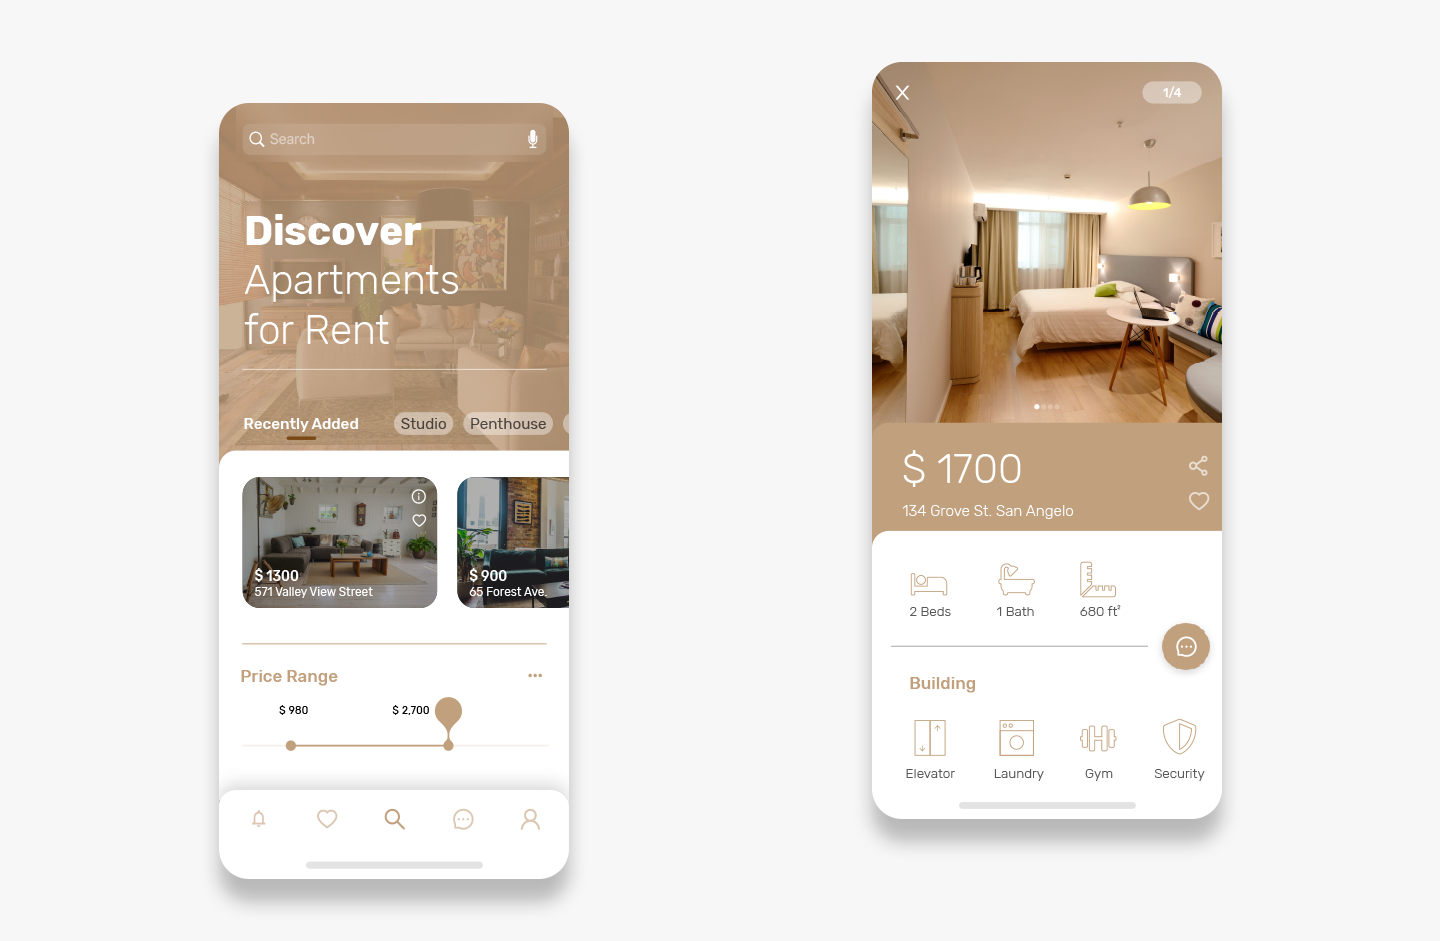 Search
Discover
Apartments
for Rent
Recently Added
Studio
Penthouse
$ 1300
571 Valley View Street
$ 900
65 Forest Ave.
Price Range
$ 980
$ 2,700
1/4
$ 1700
134 Grove St. San Angelo
2 Beds
1 Bath
680 ft²
Building
Elevator
Laundry
Gym
Security